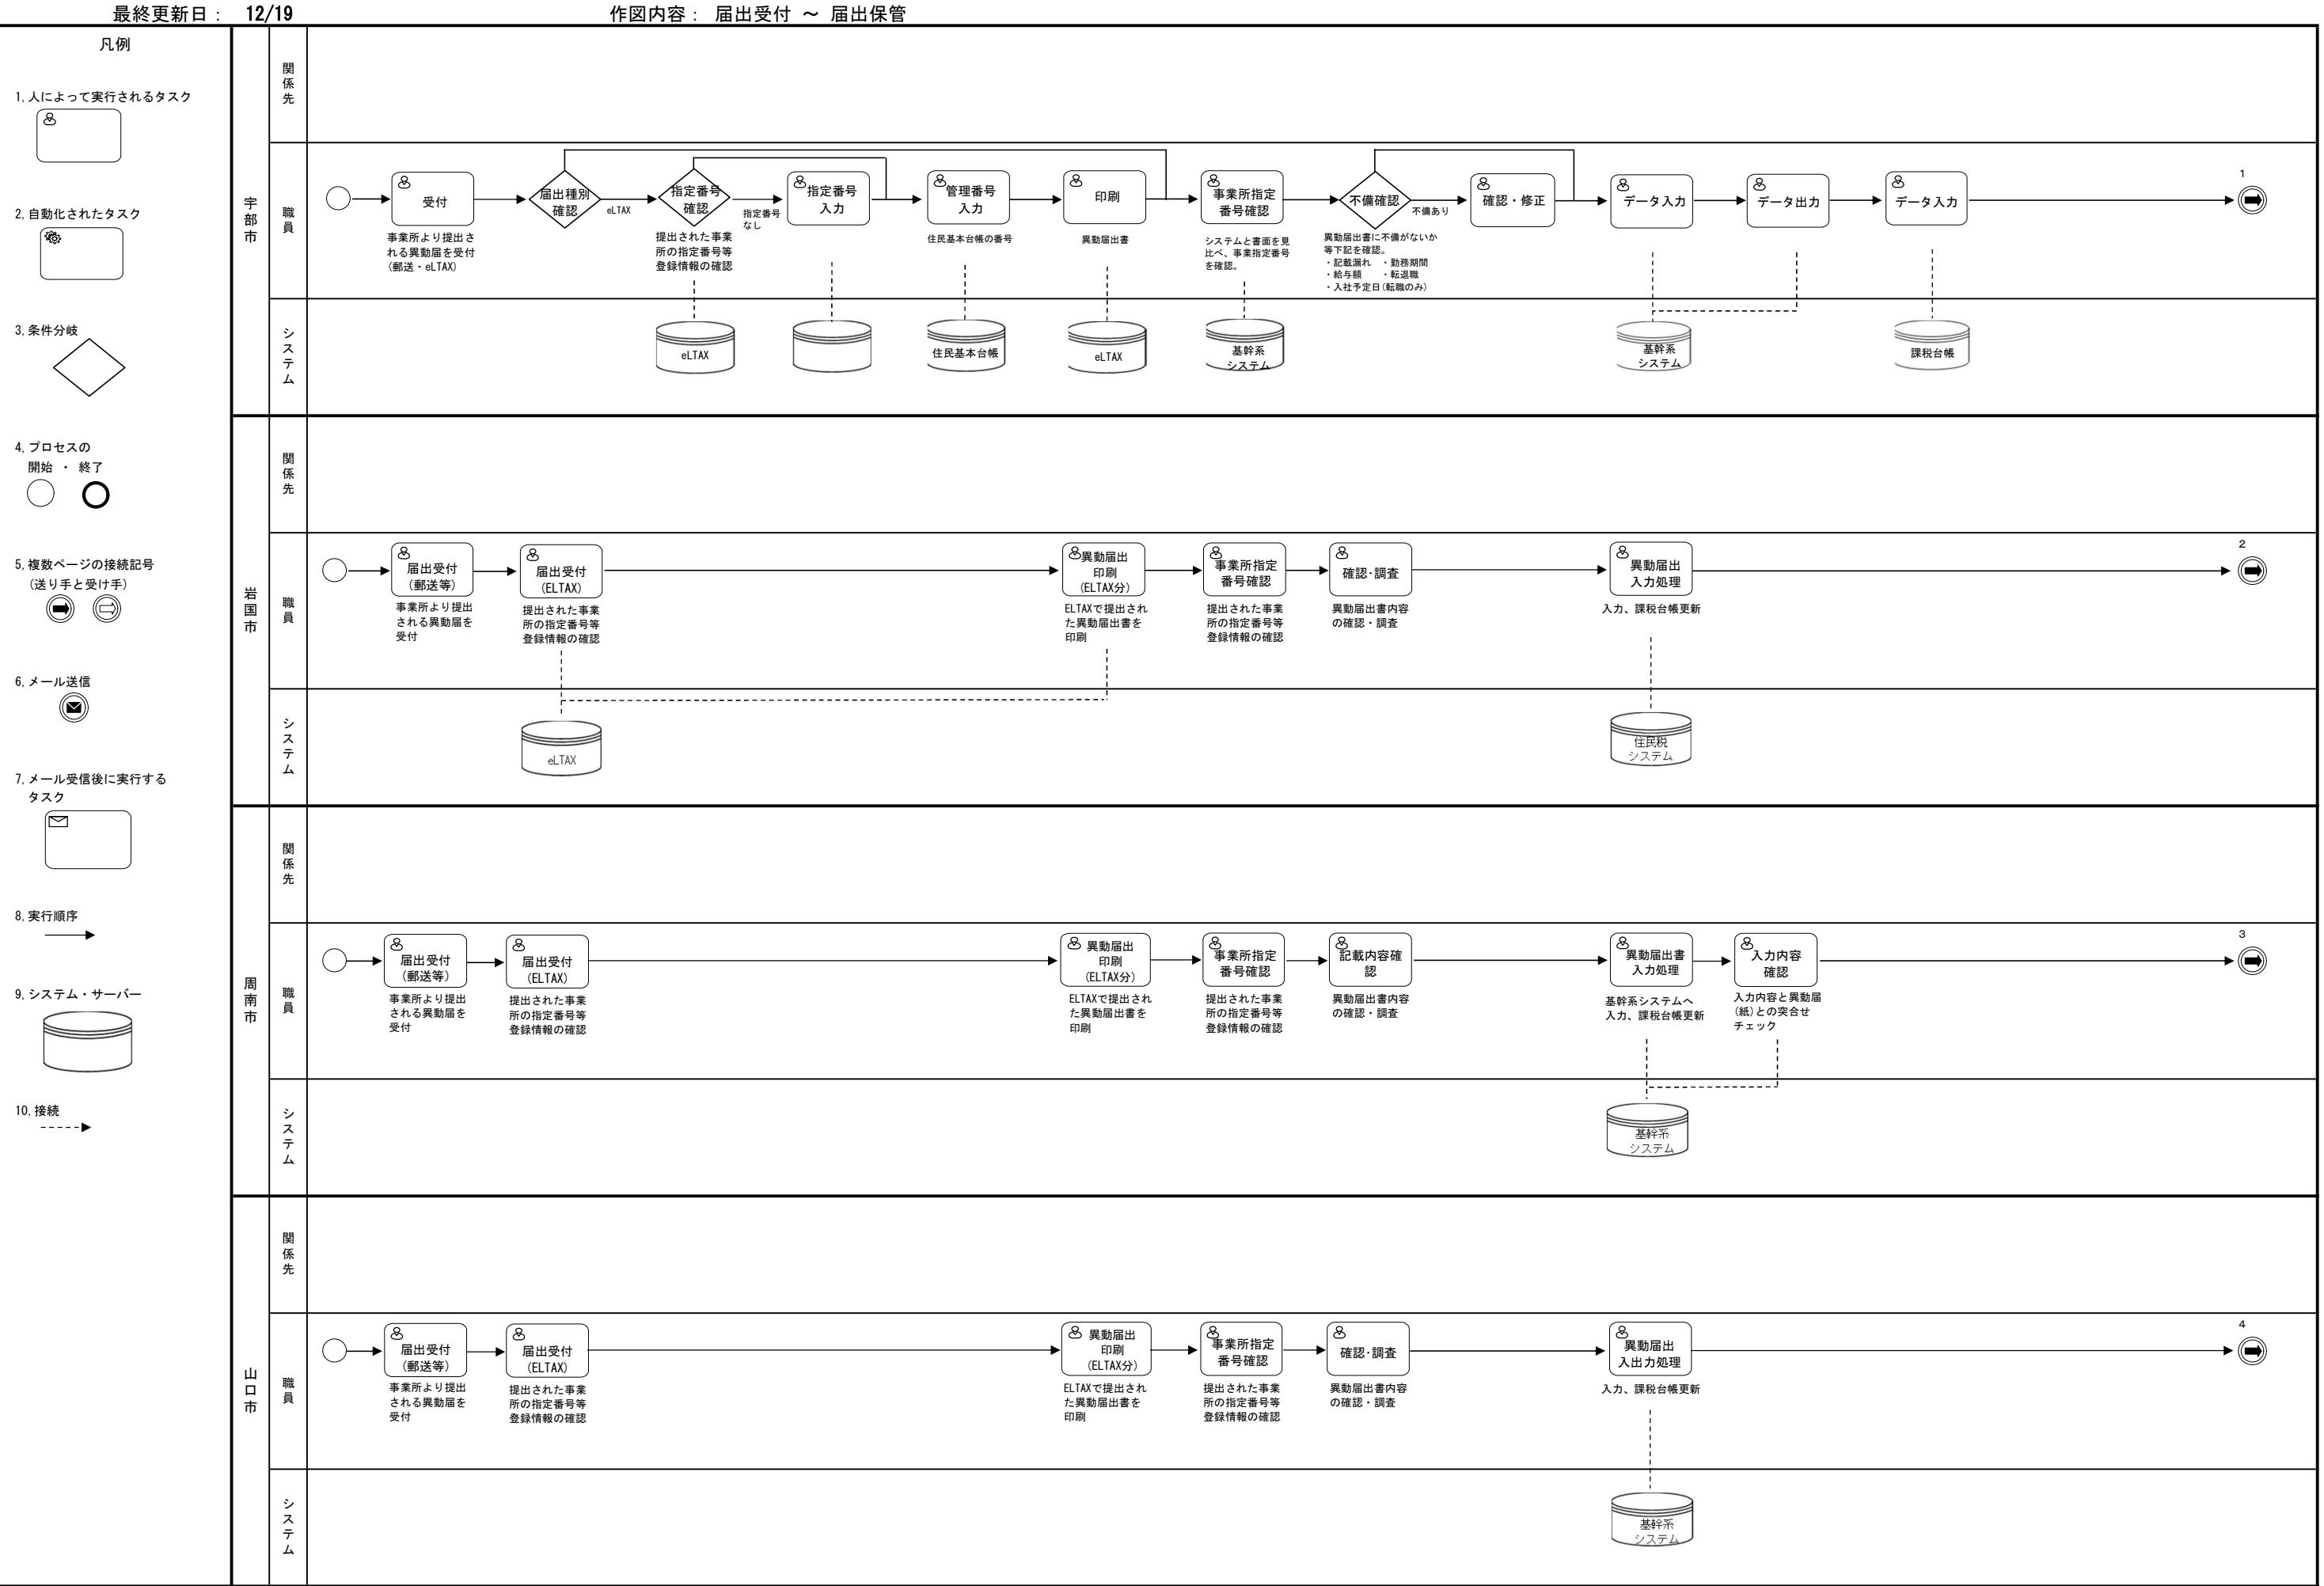 最終更新日： 12/19
作図内容： 届出受付 ～ 届出保管
凡例
1.人によって実行されるタスク
2.自動化されたタスク
3.条件分岐
4.プロセスの
開始 ・ 終了
5.複数ページの接続記号
(送り手と受け手)
6.メール送信
7.メール受信後に実行する
タスク
8.実行順序
9.システム・サーバー
10.接続
宇部市
関係先
職員
受付
事業所より提出さ
れる異動届を受付
(郵送・eLTAX)
届出種別
確認
eLTAX
指定番号
確認
提出された事業
所の指定番号等
登録情報の確認
指定番号
なし
指定番号
入力
管理番号
入力
住民基本台帳の番号
印刷
異動届出書
事業所指定
番号確認
システムと書面を見
比べ、事業指定番号
を確認。
不備確認
不備あり
異動届出書に不備がないか
等下記を確認。
・記載漏れ ・勤務期間
・給与額 ・転退職
・入社予定日(転職のみ)
確認・修正
データ入力
データ出力
データ入力
1
システム
eLTAX
住民基本台帳
eLTAX
基幹系
システム
基幹系
システム
課税台帳
岩国市
関係先
職員
届出受付
(郵送等)
事業所より提出
される異動届を
受付
届出受付
(ELTAX)
提出された事業
所の指定番号等
登録情報の確認
異動届出
印刷
(ELTAX分)
ELTAXで提出され
た異動届出書を
印刷
事業所指定
番号確認
提出された事業
所の指定番号等
登録情報の確認
確認･調査
異動届出書内容
の確認・調査
異動届出
入力処理
入力、課税台帳更新
2
システム
eLTAX
住民税
システム
周南市
関係先
職員
届出受付
(郵送等)
事業所より提出
される異動届を
受付
届出受付
(ELTAX)
提出された事業
所の指定番号等
登録情報の確認
異動届出
印刷
(ELTAX分)
ELTAXで提出され
た異動届出書を
印刷
事業所指定
番号確認
提出された事業
所の指定番号等
登録情報の確認
記載内容確
認
異動届出書内容
の確認・調査
異動届出書
入力処理
基幹系システムへ
入力、課税台帳更新
入力内容
確認
入力内容と異動届
(紙)との突合せ
チェック
3
システム
基幹系
システム
山口市
関係先
職員
届出受付
(郵送等)
事業所より提出
される異動届を
受付
届出受付
(ELTAX)
提出された事業
所の指定番号等
登録情報の確認
異動届出
印刷
(ELTAX分)
ELTAXで提出され
た異動届出書を
印刷
事業所指定
番号確認
提出された事業
所の指定番号等
登録情報の確認
確認･調査
異動届出書内容
の確認・調査
異動届出
入出力処理
入力、課税台帳更新
4
システム
基幹系
システム